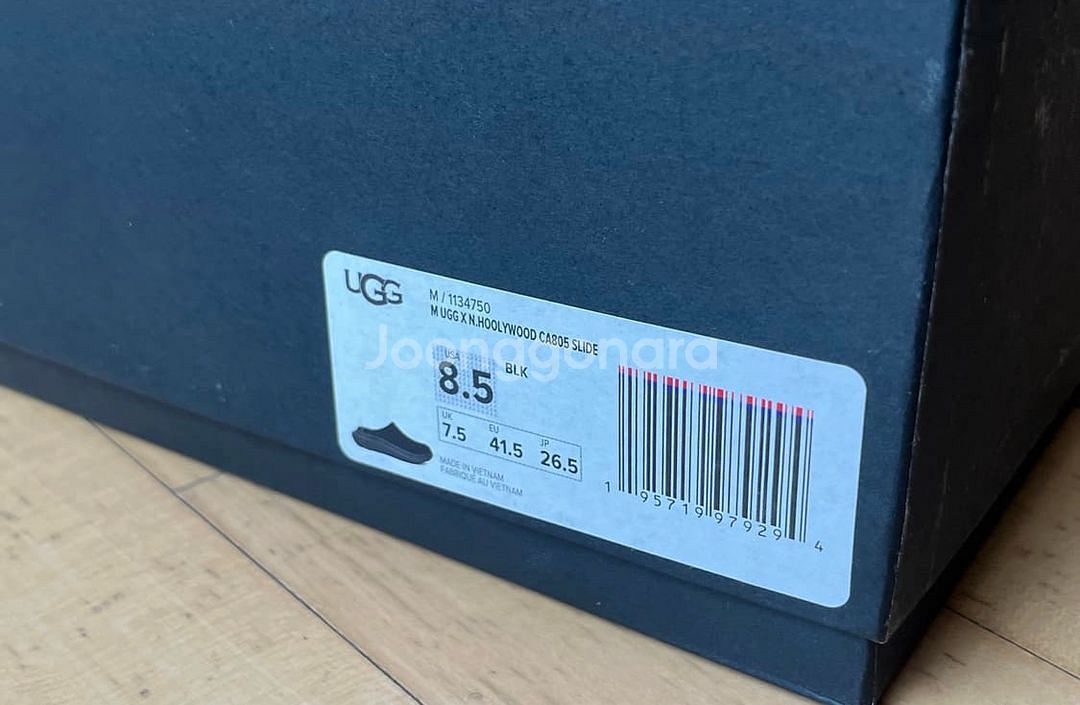 UGG
M / 1134750
M UGG X N.HOOLYWOOD CA805 SLIDE
Joonggonara
USA
8.5 BLK
UK EU JP
7.5 41.5 26.5
MADE IN VIETNAM
FABRIQUÉ AU VIETNAM
1 95719 97929 4